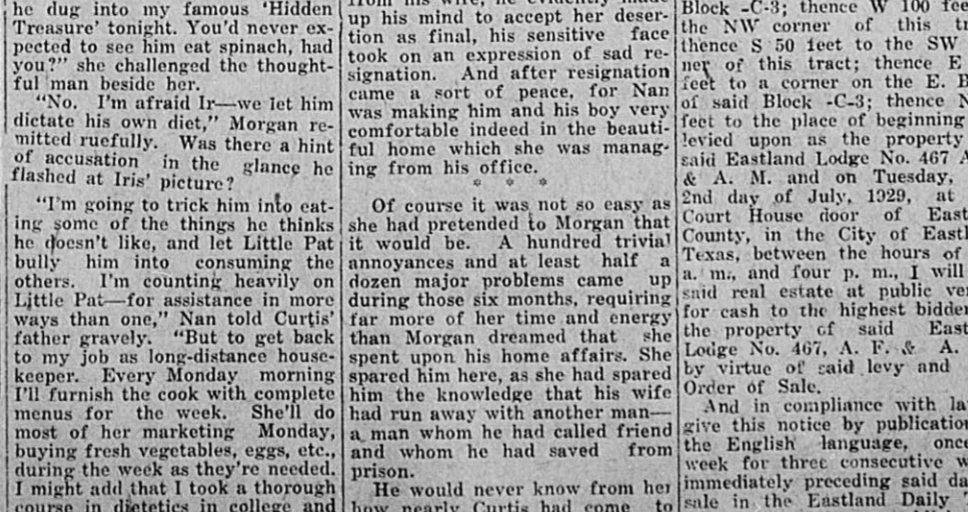 he dug into my famous 'Hidden
Treasure' tonight. You'd never ex-
pected to see him eat spinach, had
you?" she challenged the thought-
ful man beside her.
"No. I'm afraid Ir—we let him
dictate his own diet," Morgan re-
mitted ruefully. Was there a hint
of accusation in the glance he
flashed at Iris' picture?
"I'm going to trick him into eat-
ing some of the things he thinks
he doesn't like, and let Little Pat
bully him into consuming the
others. I'm counting heavily on
Little Pat—for assistance in more
ways than one," Nan told Curtis'
father gravely. "But to get back
to my job as long-distance house-
keeper. Every Monday morning
I'll furnish the cook with complete
menus for the week. She'll do
most of her marketing Monday,
buying fresh vegetables, eggs, etc.,
during the week as they're needed.
I might add that I took a thorough
course in dietetics in college and
from his wife, he evidently made
up his mind to accept her deser-
tion as final, his sensitive face
took on an expression of sad re-
signation. And after resignation
came a sort of peace, for Nan
was making him and his boy very
comfortable indeed in the beauti-
ful home which she was manag-
ing from his office.
* * *
Of course it was not so easy as
she had pretended to Morgan that
it would be. A hundred trivial
annoyances and at least half a
dozen major problems came up
during those six months, requiring
far more of her time and energy
than Morgan dreamed that she
spent upon his home affairs. She
spared him here, as she had spared
him the knowledge that his wife
had run away with another man—
a man whom he had called friend
and whom he had saved from
prison.
He would never know from her
how nearly Curtis had come to
Block -C-3; thence W 100 fee
the NW corner of this tr
thence S 50 feet to the SW
ner of this tract; thence E
feet to a corner on the E. B
of said Block -C-3; thence N
feet to the place of beginning
levied upon as the property
said Eastland Lodge No. 467 A
& A. M. and on Tuesday,
2nd day of July, 1929, at
Court House door of East
County, in the City of Eastl
Texas, between the hours of
a. m., and four p. m., I will
said real estate at public ven
for cash to the highest bidder
the property of said East
Lodge No. 467, A. F. & A.
by virtue of said levy and
Order of Sale.
And in compliance with la
give this notice by publication
the English language, once
week for three consecutive w
immediately preceding said da
sale in the Eastland Daily T